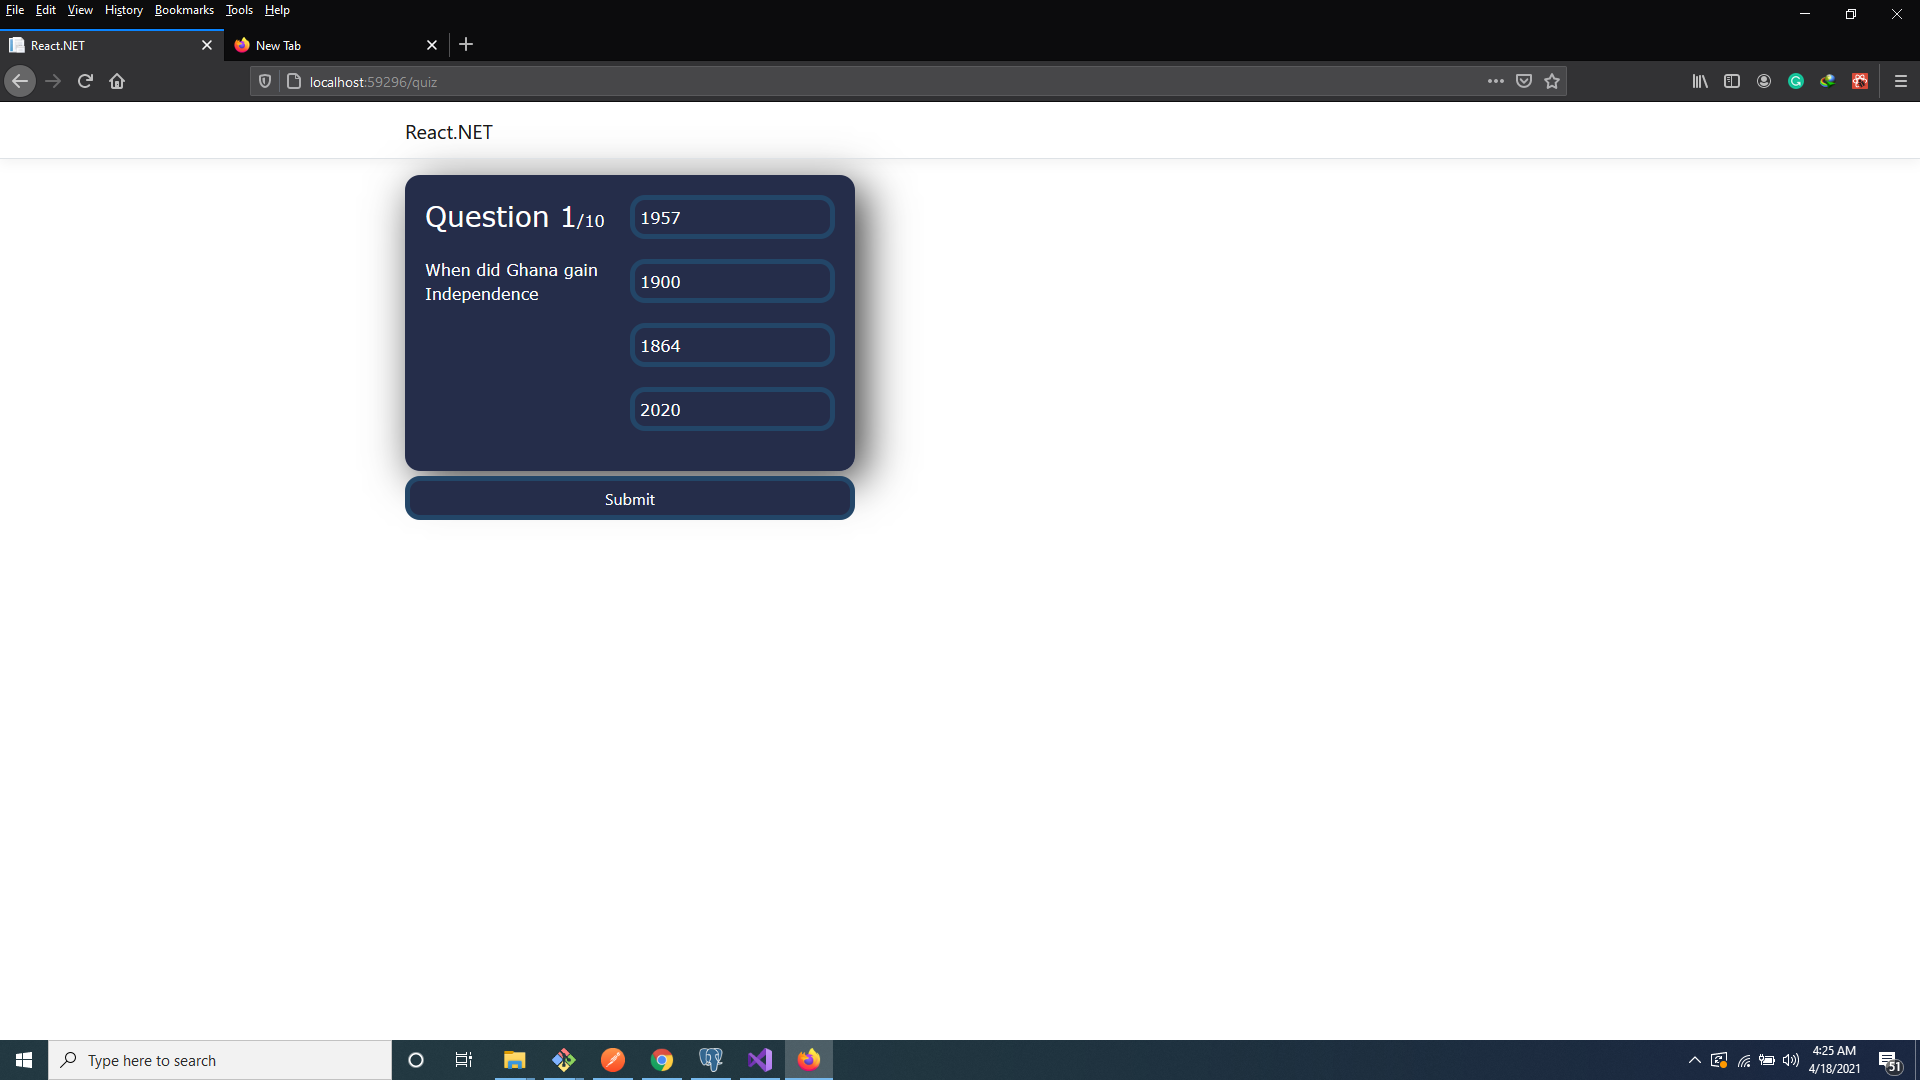 File Edit View History Bookmarks Tools Help
React.NET
New Tab
localhost:59296/quiz
React.NET
Question 1/10
When did Ghana gain
Independence
1957
1900
1864
2020
Submit
Type here to search
4:25 AM
4/18/2021
51